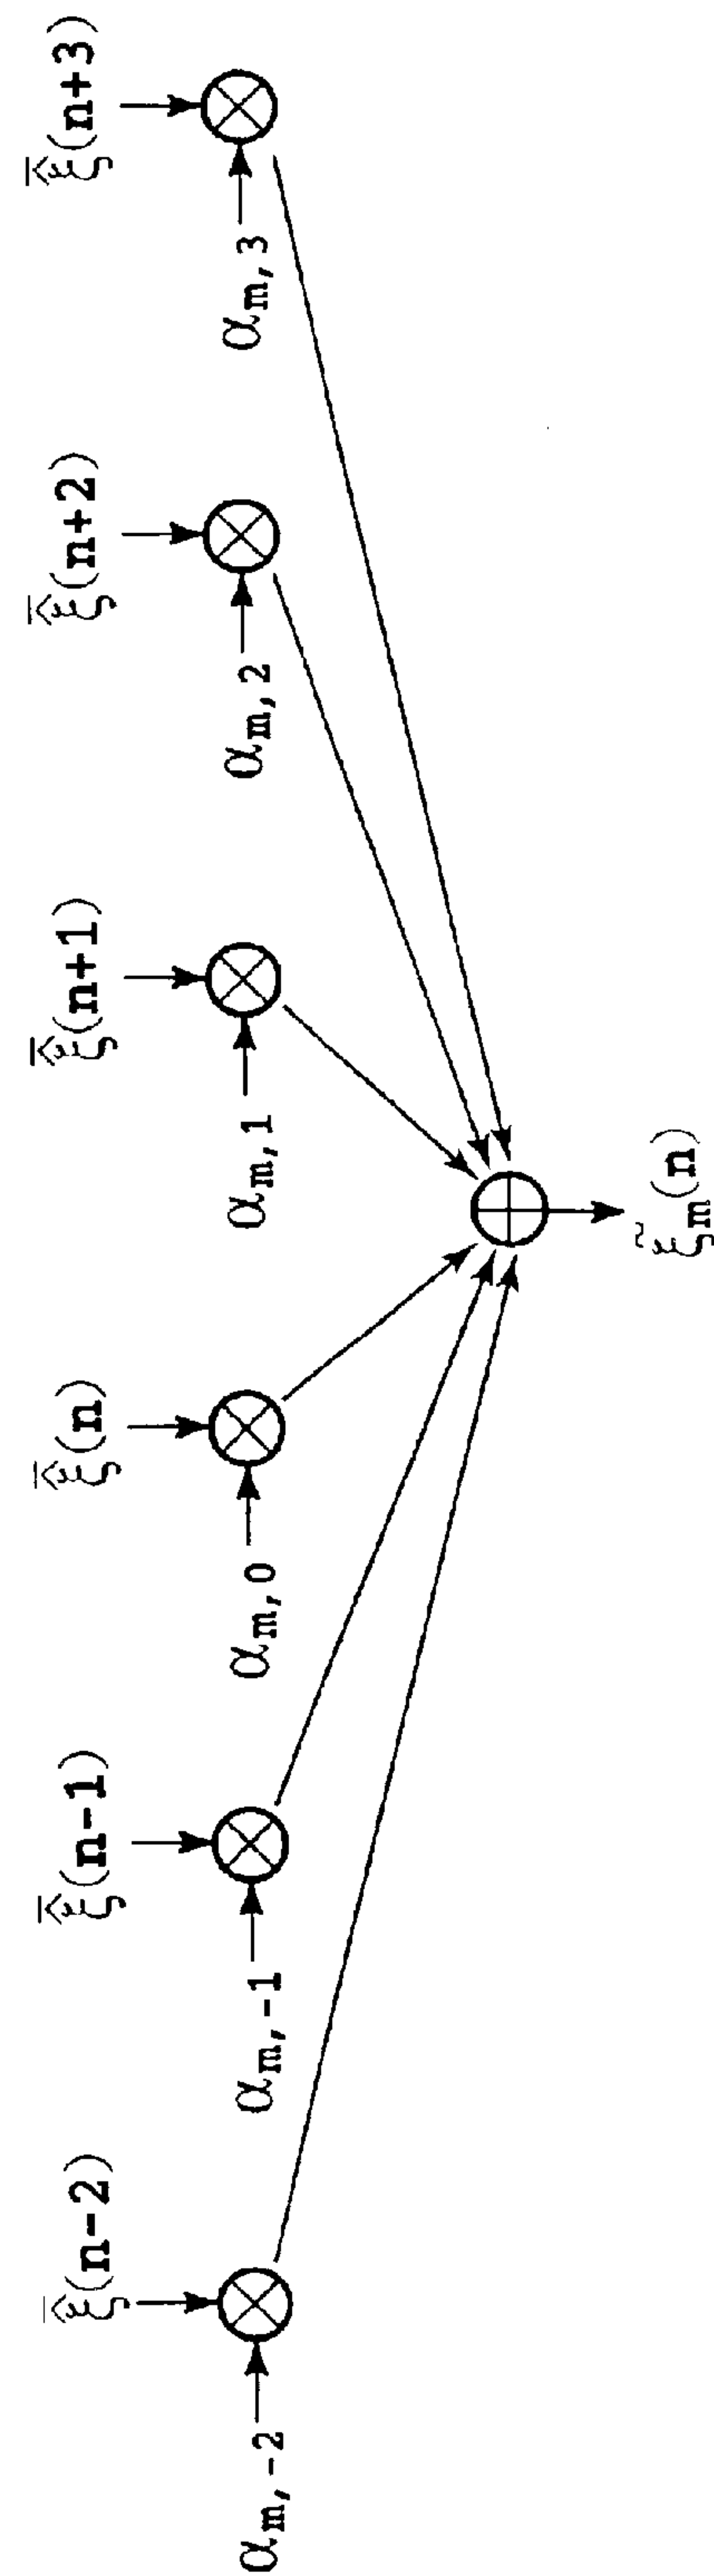 ξ̂̅(n-2) ξ̂̅(n-1) ξ̂̅(n) ξ̂̅(n+1) ξ̂̅(n+2) ξ̂̅(n+3)
α_{m,-2} α_{m,-1} α_{m,0} α_{m,1} α_{m,2} α_{m,3}
ξ̃_m(n)